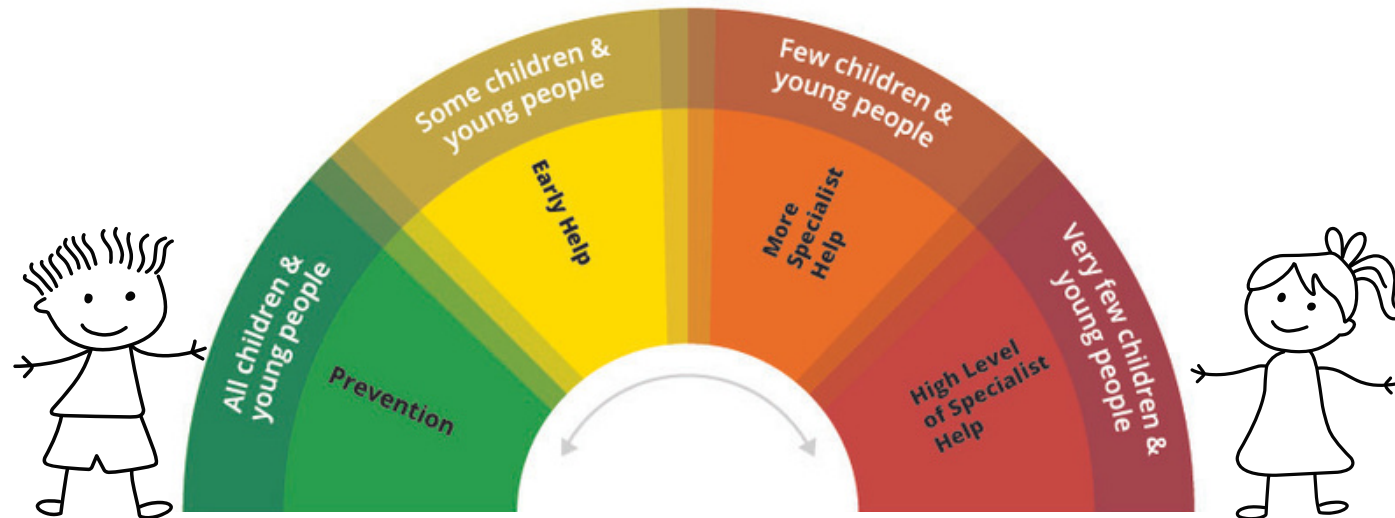 All children &
young people
Prevention
Some children &
young people
Early Help
Few children &
young people
More
Specialist
Help
Very few children &
young people
High Level
of Specialist
Help